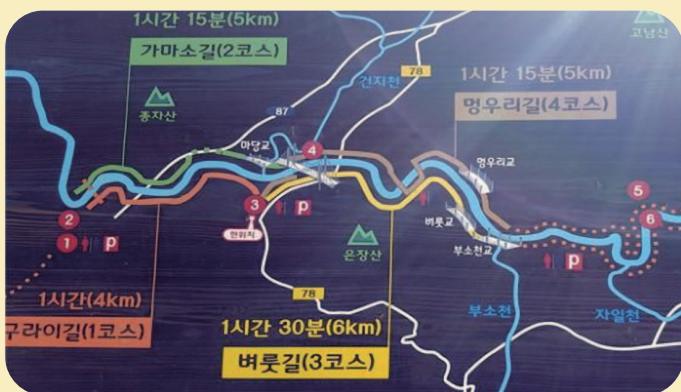 1시간 15분(5km)
가마소길(2코스)
고남산
78
건지천
1시간 15분(5km)
멍우리길(4코스)
종자산
87
마당교
4
멍우리교
2
3
P
벼룻교
5
6
1
P
현위치
은장산
부소천교
P
78
1시간(4km)
구라이길(1코스)
1시간 30분(6km)
벼룻길(3코스)
부소천
자일천